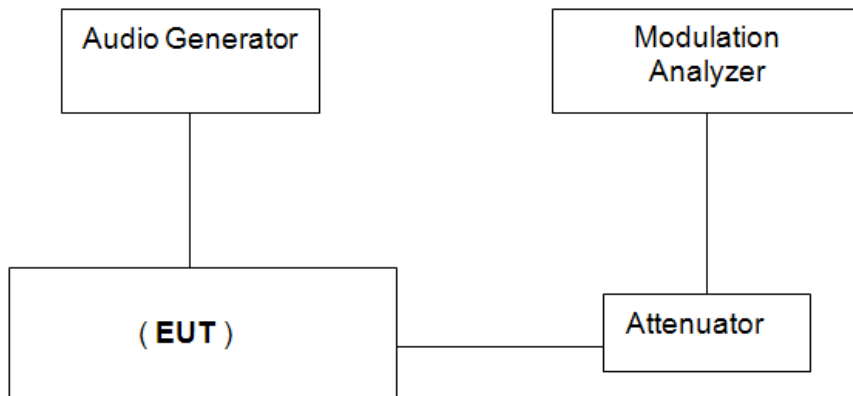 Audio Generator
Modulation
Analyzer
( EUT )
Attenuator